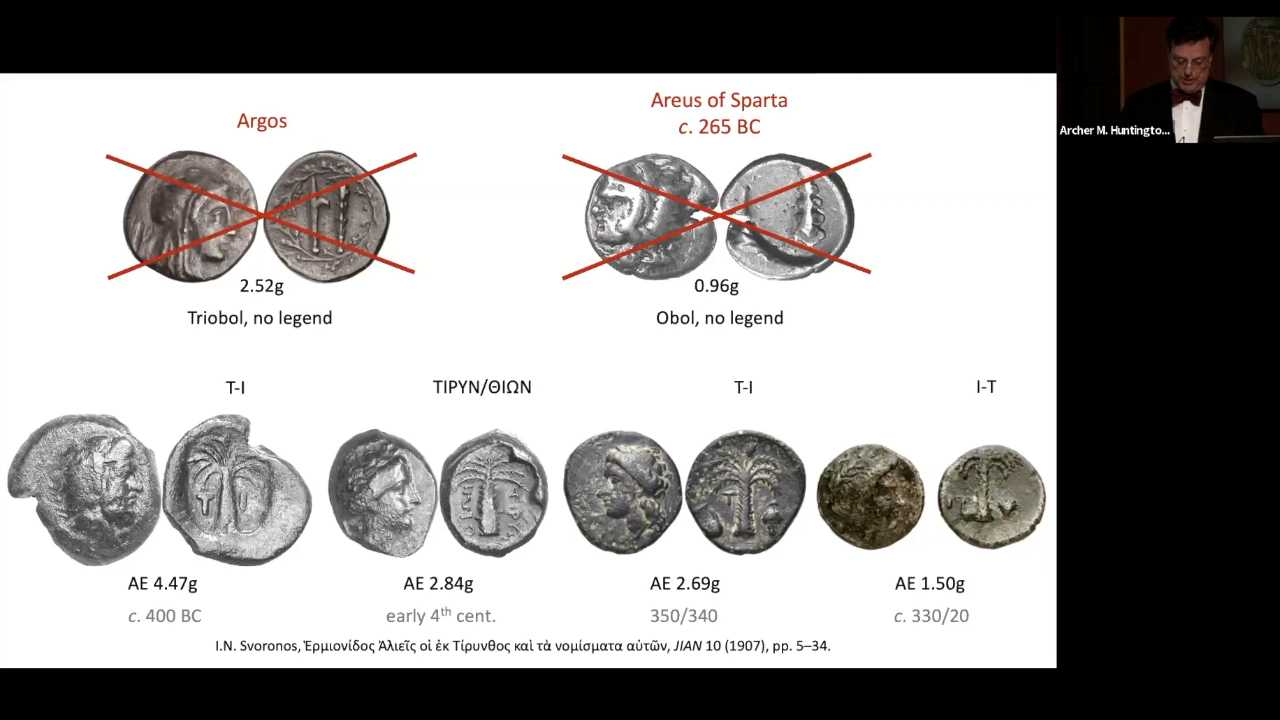 Argos
Areus of Sparta
c. 265 BC
2.52g
0.96g
Triobol, no legend
Obol, no legend
T-I
ΤΙΡΥΝ/ΘΙΩΝ
T-I
I-T
AE 4.47g
AE 2.84g
AE 2.69g
AE 1.50g
c. 400 BC
early 4th cent.
350/340
c. 330/20
I.N. Svoronos, Ἑρμιονίδος Ἁλιεῖς οἱ ἐκ Τίρυνθος καὶ τὰ νομίσματα αὐτῶν, JIAN 10 (1907), pp. 5–34.
Archer M. Huntingto...